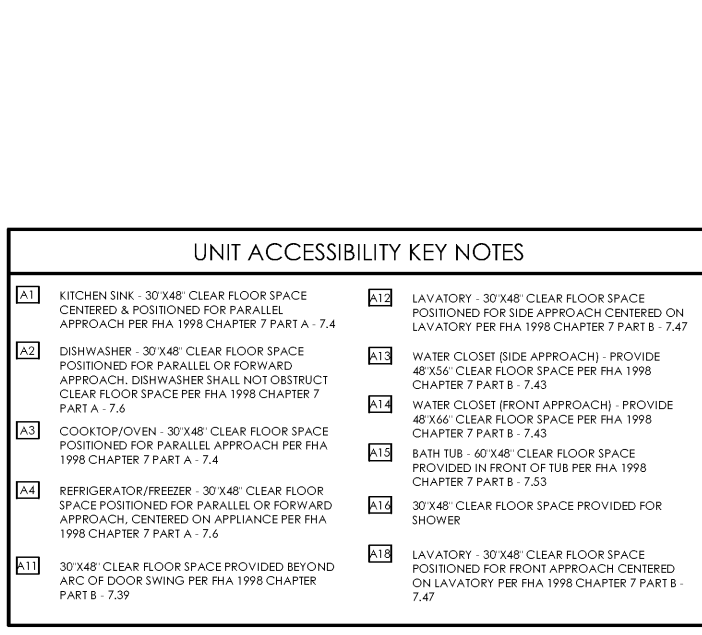 UNIT ACCESSIBILITY KEY NOTES
A1 KITCHEN SINK - 30"X48" CLEAR FLOOR SPACE
CENTERED & POSITIONED FOR PARALLEL
APPROACH PER FHA 1998 CHAPTER 7 PART A - 7.4
A2 DISHWASHER - 30"X48" CLEAR FLOOR SPACE
POSITIONED FOR PARALLEL OR FORWARD
APPROACH. DISHWASHER SHALL NOT OBSTRUCT
CLEAR FLOOR SPACE PER FHA 1998 CHAPTER 7
PART A - 7.6
A3 COOKTOP/OVEN - 30"X48" CLEAR FLOOR SPACE
POSITIONED FOR PARALLEL APPROACH PER FHA
1998 CHAPTER 7 PART A - 7.4
A4 REFRIGERATOR/FREEZER - 30"X48" CLEAR FLOOR
SPACE POSITIONED FOR PARALLEL OR FORWARD
APPROACH, CENTERED ON APPLIANCE PER FHA
1998 CHAPTER 7 PART A - 7.6
A11 30"X48" CLEAR FLOOR SPACE PROVIDED BEYOND
ARC OF DOOR SWING PER FHA 1998 CHAPTER
PART B - 7.39
A12 LAVATORY - 30"X48" CLEAR FLOOR SPACE
POSITIONED FOR SIDE APPROACH CENTERED ON
LAVATORY PER FHA 1998 CHAPTER 7 PART B - 7.47
A13 WATER CLOSET (SIDE APPROACH) - PROVIDE
48"X56" CLEAR FLOOR SPACE PER FHA 1998
CHAPTER 7 PART B - 7.43
A14 WATER CLOSET (FRONT APPROACH) - PROVIDE
48"X66" CLEAR FLOOR SPACE PER FHA 1998
CHAPTER 7 PART B - 7.43
A15 BATH TUB - 60"X48" CLEAR FLOOR SPACE
PROVIDED IN FRONT OF TUB PER FHA 1998
CHAPTER 7 PART B - 7.53
A16 30"X48" CLEAR FLOOR SPACE PROVIDED FOR
SHOWER
A18 LAVATORY - 30"X48" CLEAR FLOOR SPACE
POSITIONED FOR FRONT APPROACH CENTERED
ON LAVATORY PER FHA 1998 CHAPTER 7 PART B -
7.47